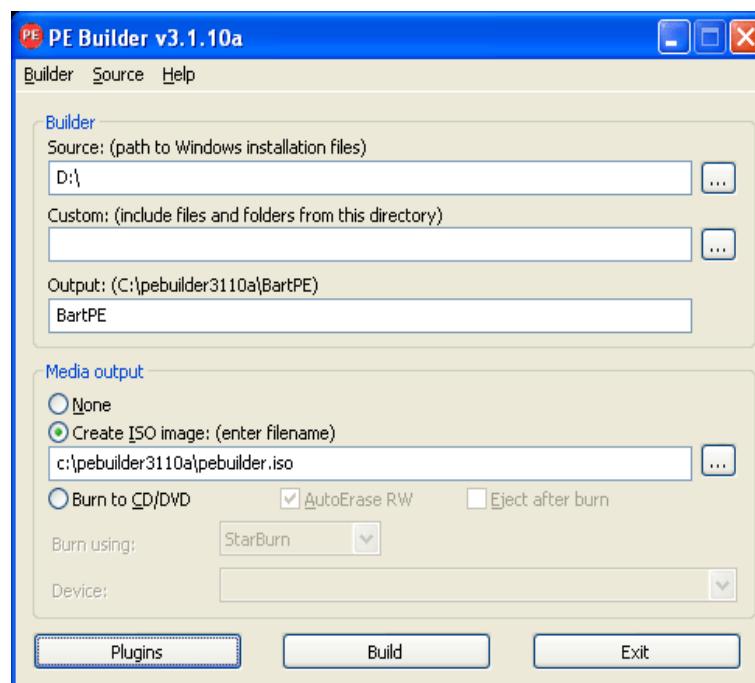 PE PE Builder v3.1.10a
Builder Source Help
Builder
Source: (path to Windows installation files)
D:\
...
Custom: (include files and folders from this directory)
...
Output: (C:\pebuilder3110a\BartPE)
BartPE
Media output
None
Create ISO image: (enter filename)
c:\pebuilder3110a\pebuilder.iso
...
Burn to CD/DVD AutoErase RW Eject after burn
Burn using: StarBurn
Device:
Plugins Build Exit